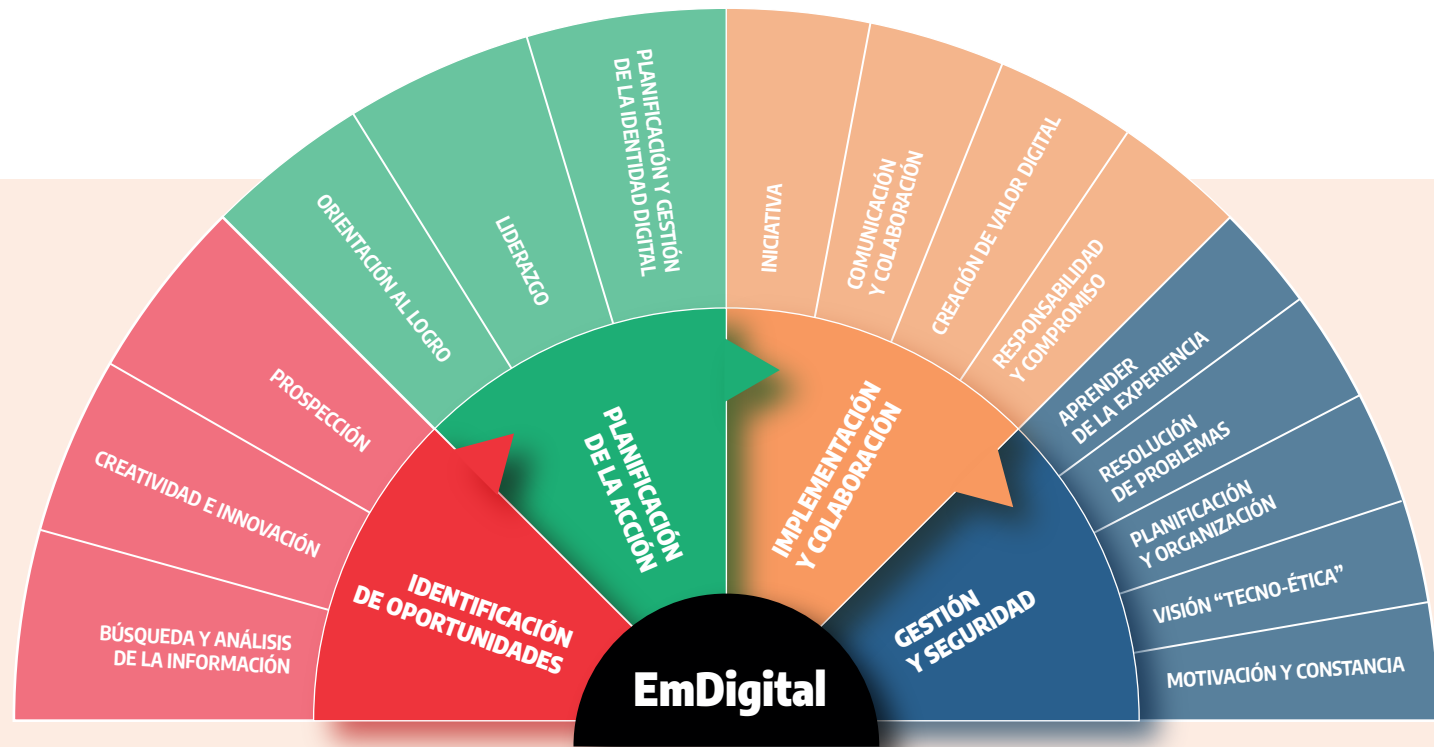 BÚSQUEDA Y ANÁLISIS
DE LA INFORMACIÓN
CREATIVIDAD E INNOVACIÓN
PROSPECCIÓN
ORIENTACIÓN AL LOGRO
LIDERAZGO
PLANIFICACIÓN Y GESTIÓN
DE LA IDENTIDAD DIGITAL
INICIATIVA
COMUNICACIÓN
Y COLABORACIÓN
CREACIÓN DE VALOR DIGITAL
RESPONSABILIDAD
Y COMPROMISO
APRENDER
DE LA EXPERIENCIA
RESOLUCIÓN
DE PROBLEMAS
PLANIFICACIÓN
Y ORGANIZACIÓN
VISIÓN “TECNO-ÉTICA”
MOTIVACIÓN Y CONSTANCIA
IDENTIFICACIÓN
DE OPORTUNIDADES
PLANIFICACIÓN
DE LA ACCIÓN
IMPLEMENTACIÓN
Y COLABORACIÓN
GESTIÓN
Y SEGURIDAD
EmDigital